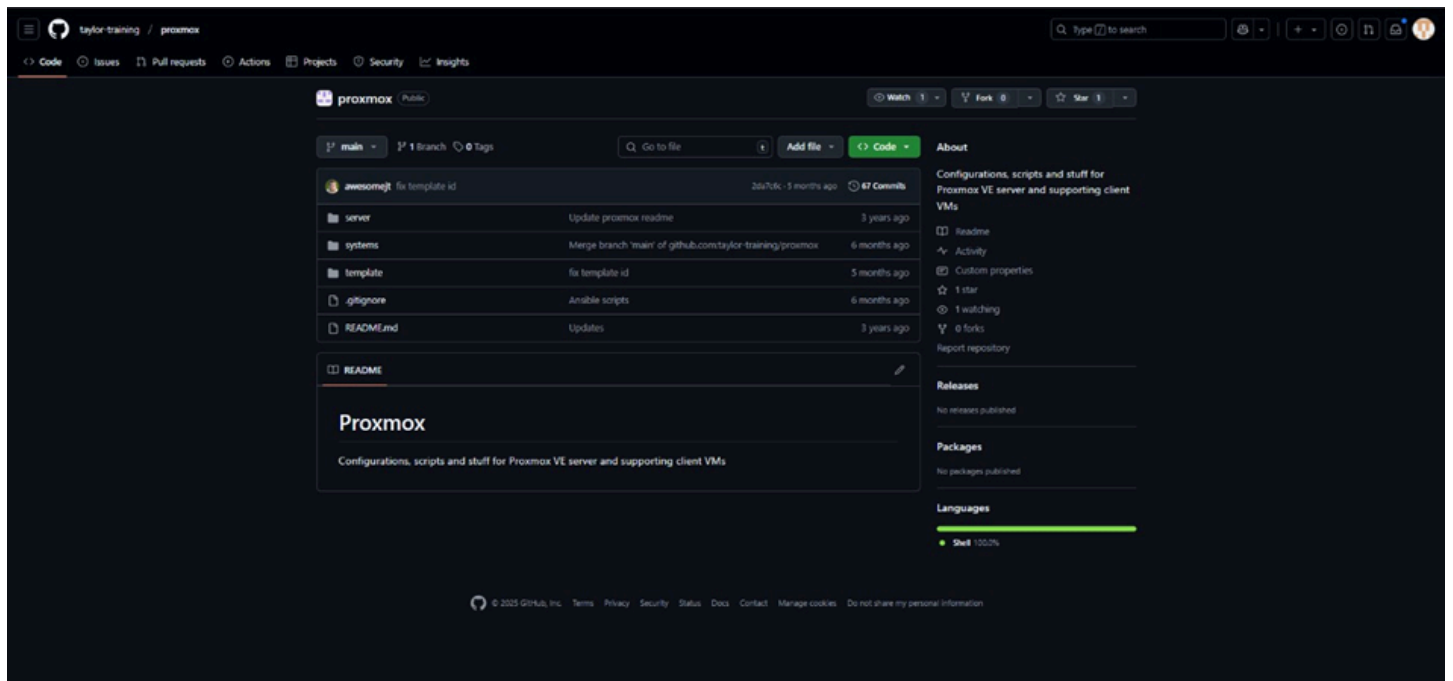 taylor-training / proxmox
Type / to search
Code Issues Pull requests Actions Projects Security Insights
proxmox Public
Watch 1 Fork 0 Star 1
main 1 Branch 0 Tags
Go to file t
Add file
Code
awesomejt fix template id 5 months ago 67 Commits
server Update proxmox readme 3 years ago
systems Merge branch 'main' of github.com:taylor-training/proxmox 6 months ago
template fix template id 5 months ago
.gitignore Ansible scripts 6 months ago
README.md Updates 3 years ago
README
Proxmox
Configurations, scripts and stuff for Proxmox VE server and supporting client VMs
About
Configurations, scripts and stuff for
Proxmox VE server and supporting client
VMs
Readme
Activity
Custom properties
1 star
1 watching
0 forks
Report repository
Releases
No releases published
Packages
No packages published
Languages
Shell 100.0%
© 2025 GitHub, Inc. Terms Privacy Security Status Docs Contact Manage cookies Do not share my personal information